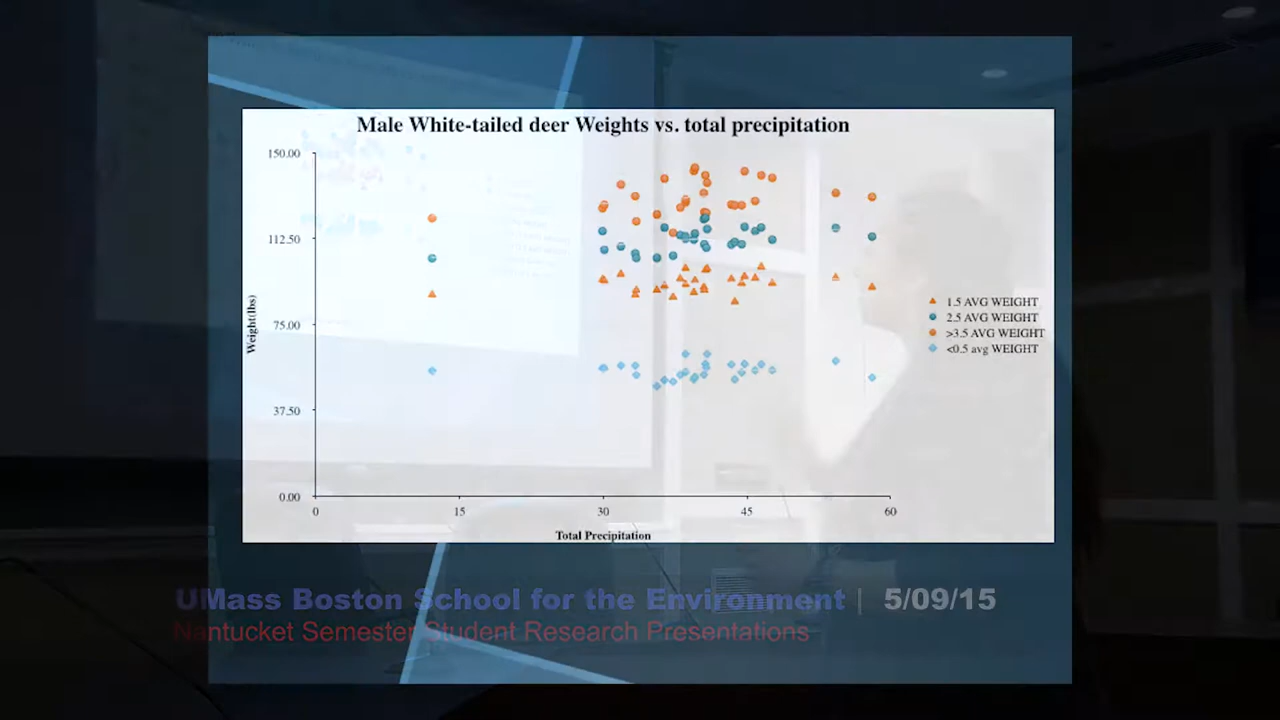 Male White-tailed deer Weights vs. total precipitation
150.00
112.50
75.00
37.50
0.00
Weight(lbs)
0 15 30 45 60
Total Precipitation
1.5 AVG WEIGHT
2.5 AVG WEIGHT
>3.5 AVG WEIGHT
<0.5 avg WEIGHT
UMass Boston School for the Environment | 5/09/15
Nantucket Semester Student Research Presentations